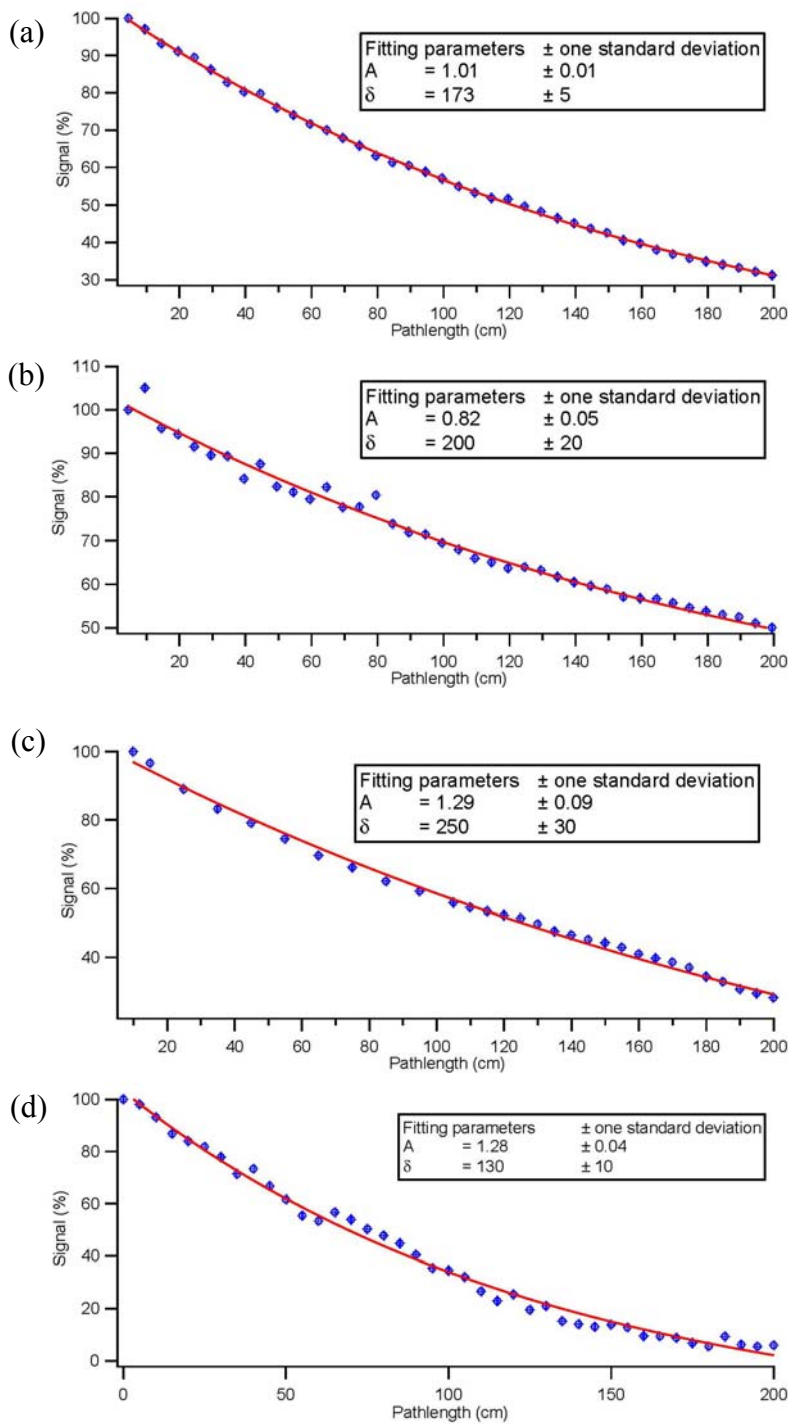 (a)
100
90
80
70
60
50
40
30
Signal (%)
Fitting parameters ± one standard deviation
A = 1.01 ± 0.01
δ = 173 ± 5
20 40 60 80 100 120 140 160 180 200
Pathlength (cm)
(b)
110
100
90
80
70
60
50
Signal (%)
Fitting parameters ± one standard deviation
A = 0.82 ± 0.05
δ = 200 ± 20
20 40 60 80 100 120 140 160 180 200
Pathlength (cm)
(c)
100
80
60
40
Signal (%)
Fitting parameters ± one standard deviation
A = 1.29 ± 0.09
δ = 250 ± 30
20 40 60 80 100 120 140 160 180 200
Pathlength (cm)
(d)
100
80
60
40
20
0
Signal (%)
Fitting parameters ± one standard deviation
A = 1.28 ± 0.04
δ = 130 ± 10
0 50 100 150 200
Pathlength (cm)